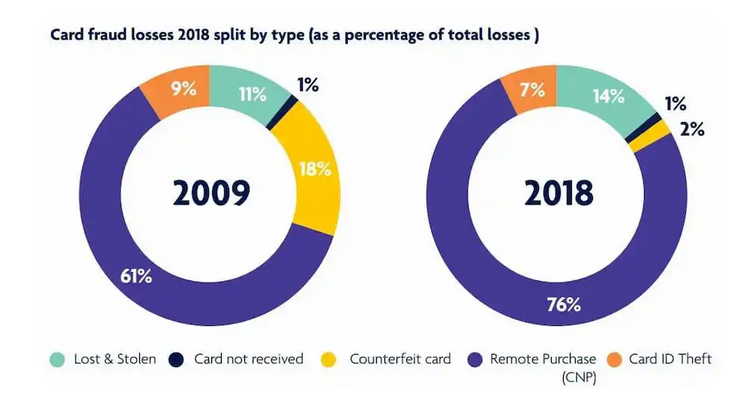 Card fraud losses 2018 split by type (as a percentage of total losses )
9%
11%
1%
18%
2009
61%
7%
14%
1%
2%
2018
76%
Lost & Stolen
Card not received
Counterfeit card
Remote Purchase
(CNP)
Card ID Theft